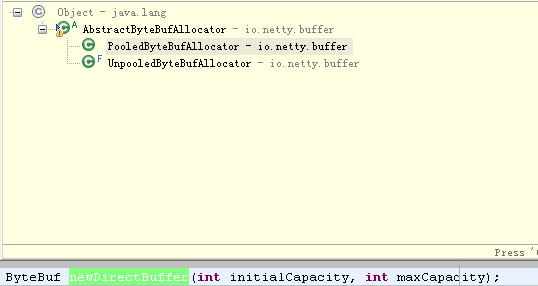 Object - java.lang
AbstractByteBufAllocator - io.netty.buffer
PooledByteBufAllocator - io.netty.buffer
UnpooledByteBufAllocator - io.netty.buffer
Press '
ByteBuf newDirectBuffer(int initialCapacity, int maxCapacity);